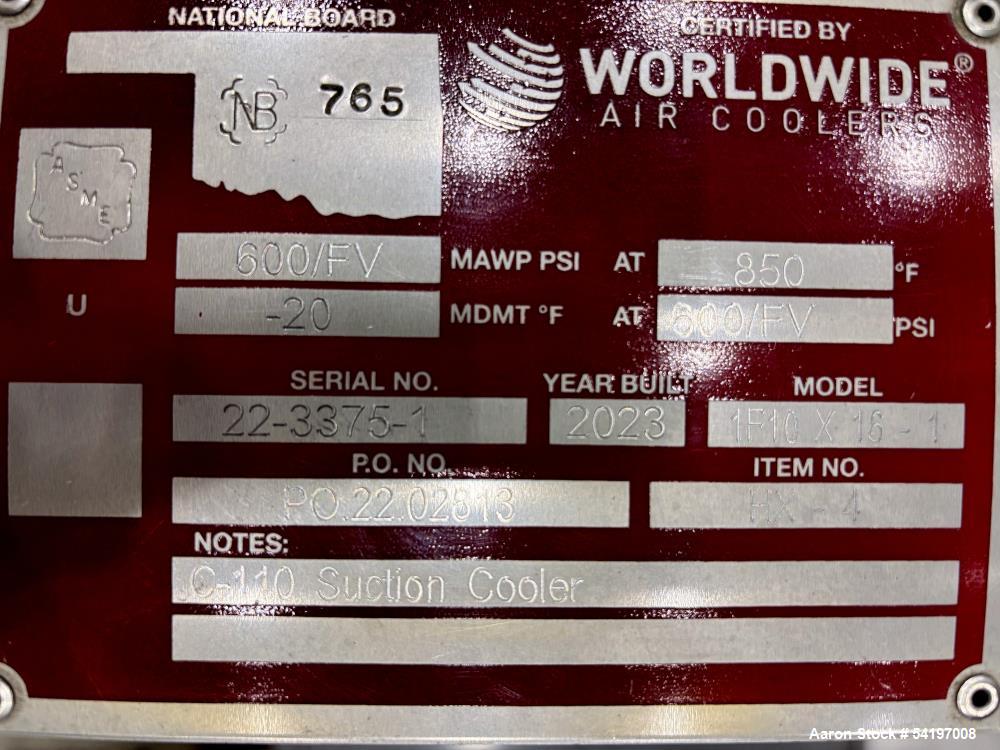 NATIONAL BOARD
CERTIFIED BY
NB 765
WORLDWIDE®
AIR COOLERS
ASME
600/FV MAWP PSI AT 850 °F
U
-20 MDMT °F AT 600/FV PSI
SERIAL NO. YEAR BUILT MODEL
22-3375-1 2023 1F10 X 16 - 1
P.O. NO. ITEM NO.
PO.22.02813 HX - 4
NOTES:
C-110 Suction Cooler
Aaron Stock # 54197008